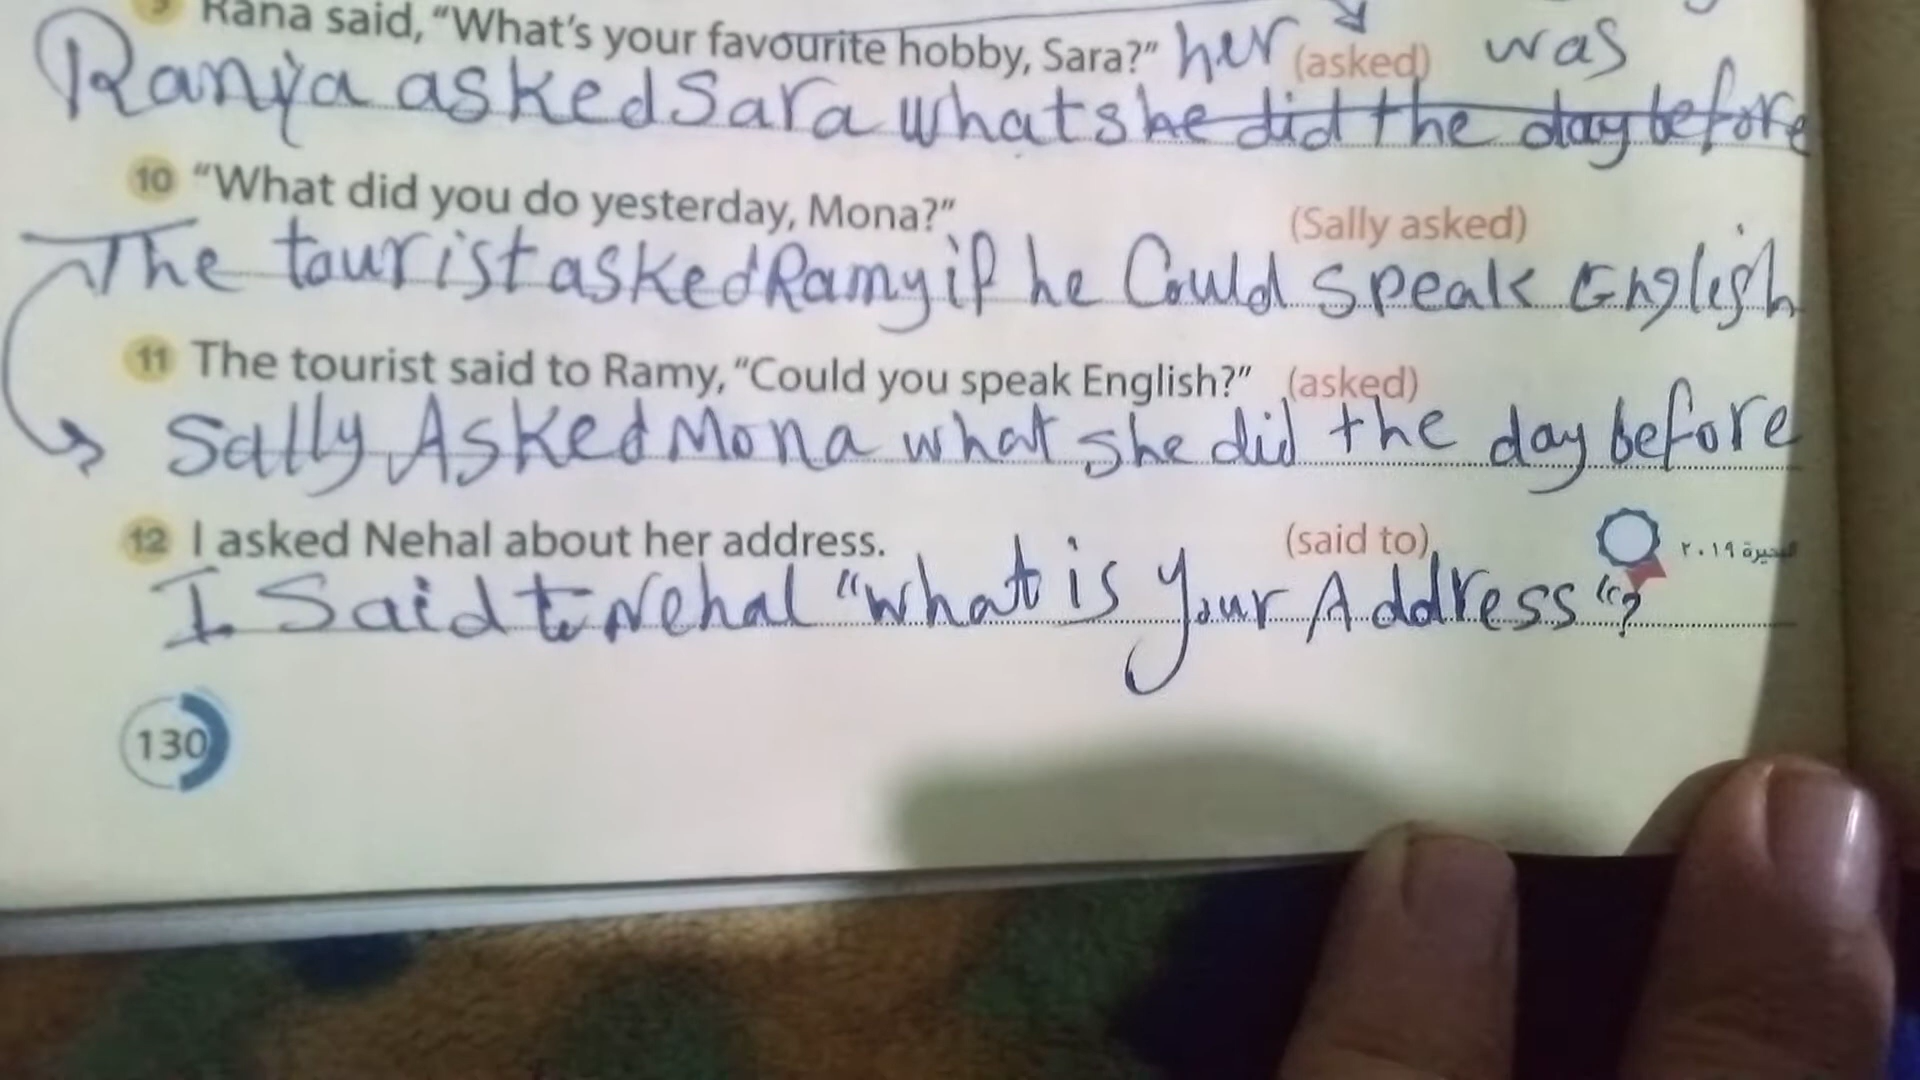 9 Rana said, “What’s your favourite hobby, Sara?” (asked)
her was
Ranya asked Sara what she did the day before
10 “What did you do yesterday, Mona?” (Sally asked)
The tourist asked Ramy if he Could speak English
11 The tourist said to Ramy, “Could you speak English?” (asked)
Sally Asked Mona what she did the day before
12 I asked Nehal about her address. (said to) البحيرة ٢٠١٩
I Said to Nehal “what is your Address“?
130